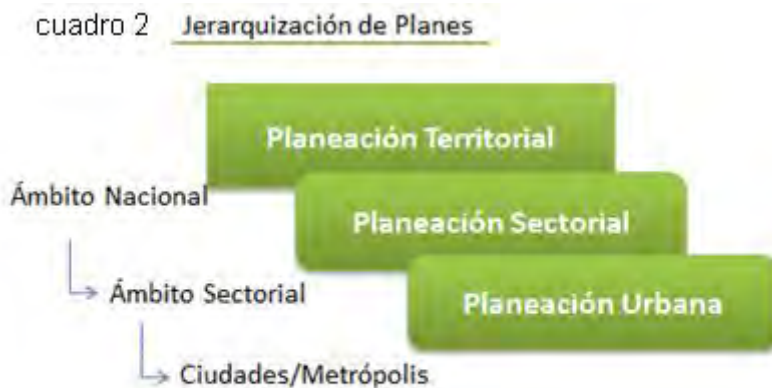 cuadro 2 Jerarquización de Planes
Planeación Territorial
Ámbito Nacional
Planeación Sectorial
Ámbito Sectorial
Planeación Urbana
Ciudades/Metrópolis